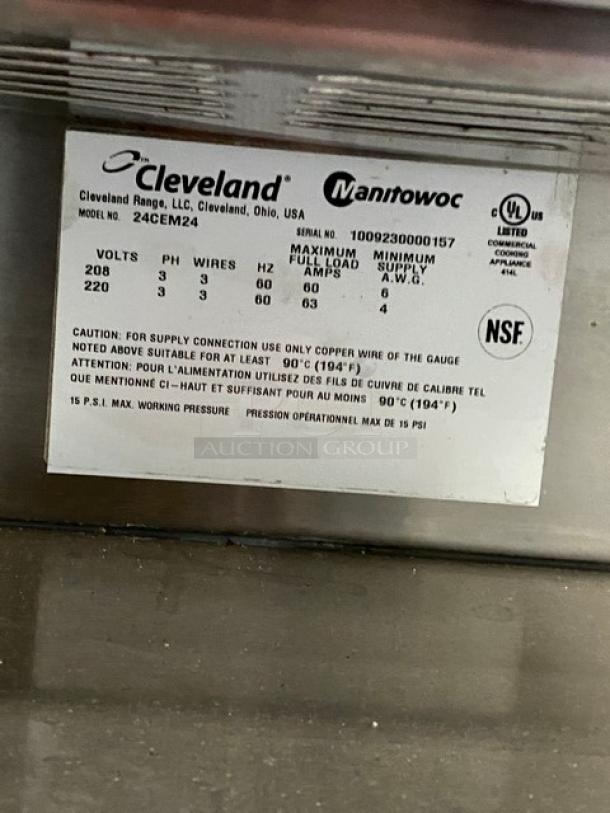 Cleveland®
Manitowoc
Cleveland Range, LLC, Cleveland, Ohio, USA
MODEL NO. 24CEM24
SERIAL NO. 1009230000157
C UL US
LISTED
COMMERCIAL
COOKING
APPLIANCE
414L
VOLTS PH WIRES HZ MAXIMUM FULL LOAD AMPS MINIMUM SUPPLY A.W.G.
208 3 3 60 60 6
220 3 3 60 63 4
NSF
CAUTION: FOR SUPPLY CONNECTION USE ONLY COPPER WIRE OF THE GAUGE
NOTED ABOVE SUITABLE FOR AT LEAST 90°C (194°F)
ATTENTION: POUR L'ALIMENTATION UTILISEZ DES FILS DE CUIVRE DE CALIBRE TEL
QUE MENTIONNÉ CI-HAUT ET SUFFISANT POUR AU MOINS 90°C (194°F)
15 P.S.I. MAX. WORKING PRESSURE PRESSION OPÉRATIONNEL MAX DE 15 PSI
AUCTION GROUP